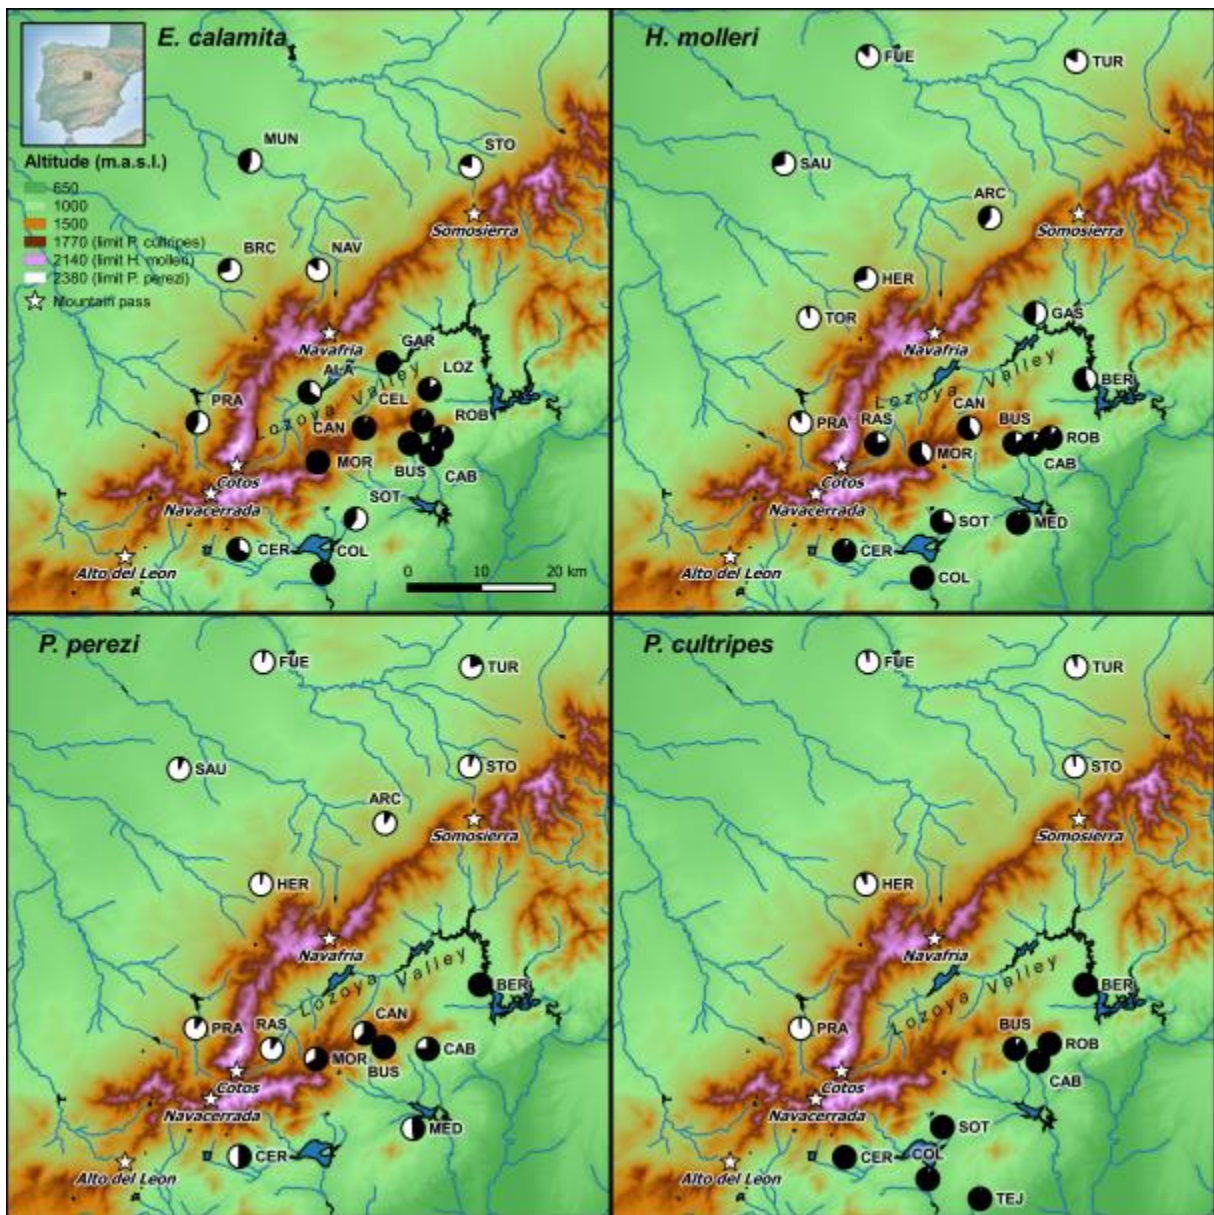 E. calamita
MUN
STO
Altitude (m.a.s.l.)
650
1000
1500
1770 (limit P. cultripes)
2140 (limit H. molleri)
2380 (limit P. perezi)
Mountain pass
Somosierra
BRC
NAV
Navafría
GAR
ALA
LOZ
Lozoya Valley
CEL
PRA
ROB
CAN
MOR
BUS
CAB
Cotos
Navacerrada
SOT
CER
COL
Alto del Leon
0 10 20 km
H. molleri
FUE
TUR
SAU
ARC
Somosierra
HER
TOR
GAS
Navafría
Lozoya Valley
BER
PRA
RAS
CAN
BUS
ROB
MOR
CAB
Cotos
Navacerrada
SOT
MED
CER
COL
Alto del Leon
P. perezi
FUE
TUR
SAU
STO
ARC
Somosierra
HER
Navafría
Lozoya Valley
BER
PRA
RAS
CAN
MOR
BUS
CAB
Cotos
Navacerrada
MED
CER
Alto del Leon
P. cultripes
FUE
TUR
STO
Somosierra
HER
Navafría
Lozoya Valley
BER
PRA
BUS
ROB
CAB
Cotos
Navacerrada
SOT
CER
COL
Alto del Leon
TEJ